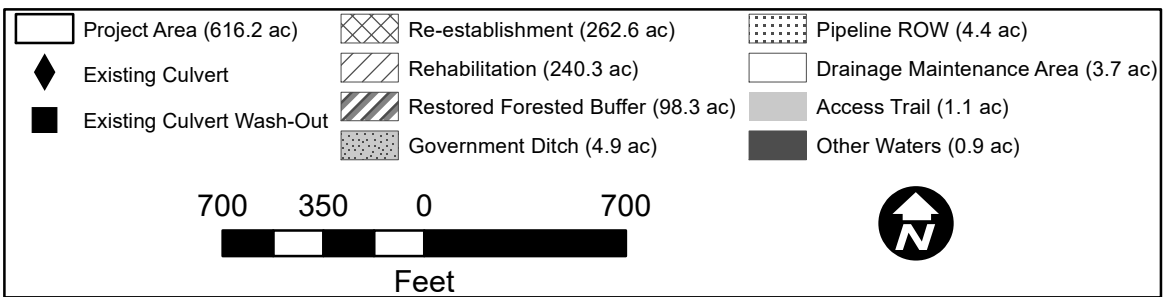 Project Area (616.2 ac)
Existing Culvert
Existing Culvert Wash-Out
Re-establishment (262.6 ac)
Rehabilitation (240.3 ac)
Restored Forested Buffer (98.3 ac)
Government Ditch (4.9 ac)
Pipeline ROW (4.4 ac)
Drainage Maintenance Area (3.7 ac)
Access Trail (1.1 ac)
Other Waters (0.9 ac)
700 350 0 700
Feet
N